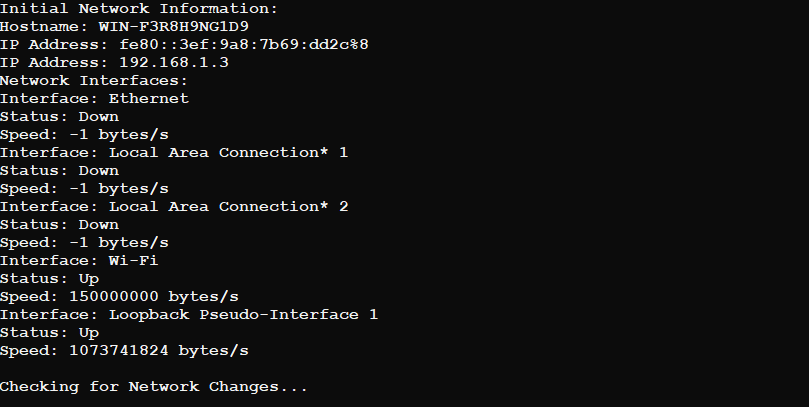 Initial Network Information:
Hostname: WIN-F3R8H9NG1D9
IP Address: fe80::3ef:9a8:7b69:dd2c%8
IP Address: 192.168.1.3
Network Interfaces:
Interface: Ethernet
Status: Down
Speed: -1 bytes/s
Interface: Local Area Connection* 1
Status: Down
Speed: -1 bytes/s
Interface: Local Area Connection* 2
Status: Down
Speed: -1 bytes/s
Interface: Wi-Fi
Status: Up
Speed: 150000000 bytes/s
Interface: Loopback Pseudo-Interface 1
Status: Up
Speed: 1073741824 bytes/s
Checking for Network Changes...